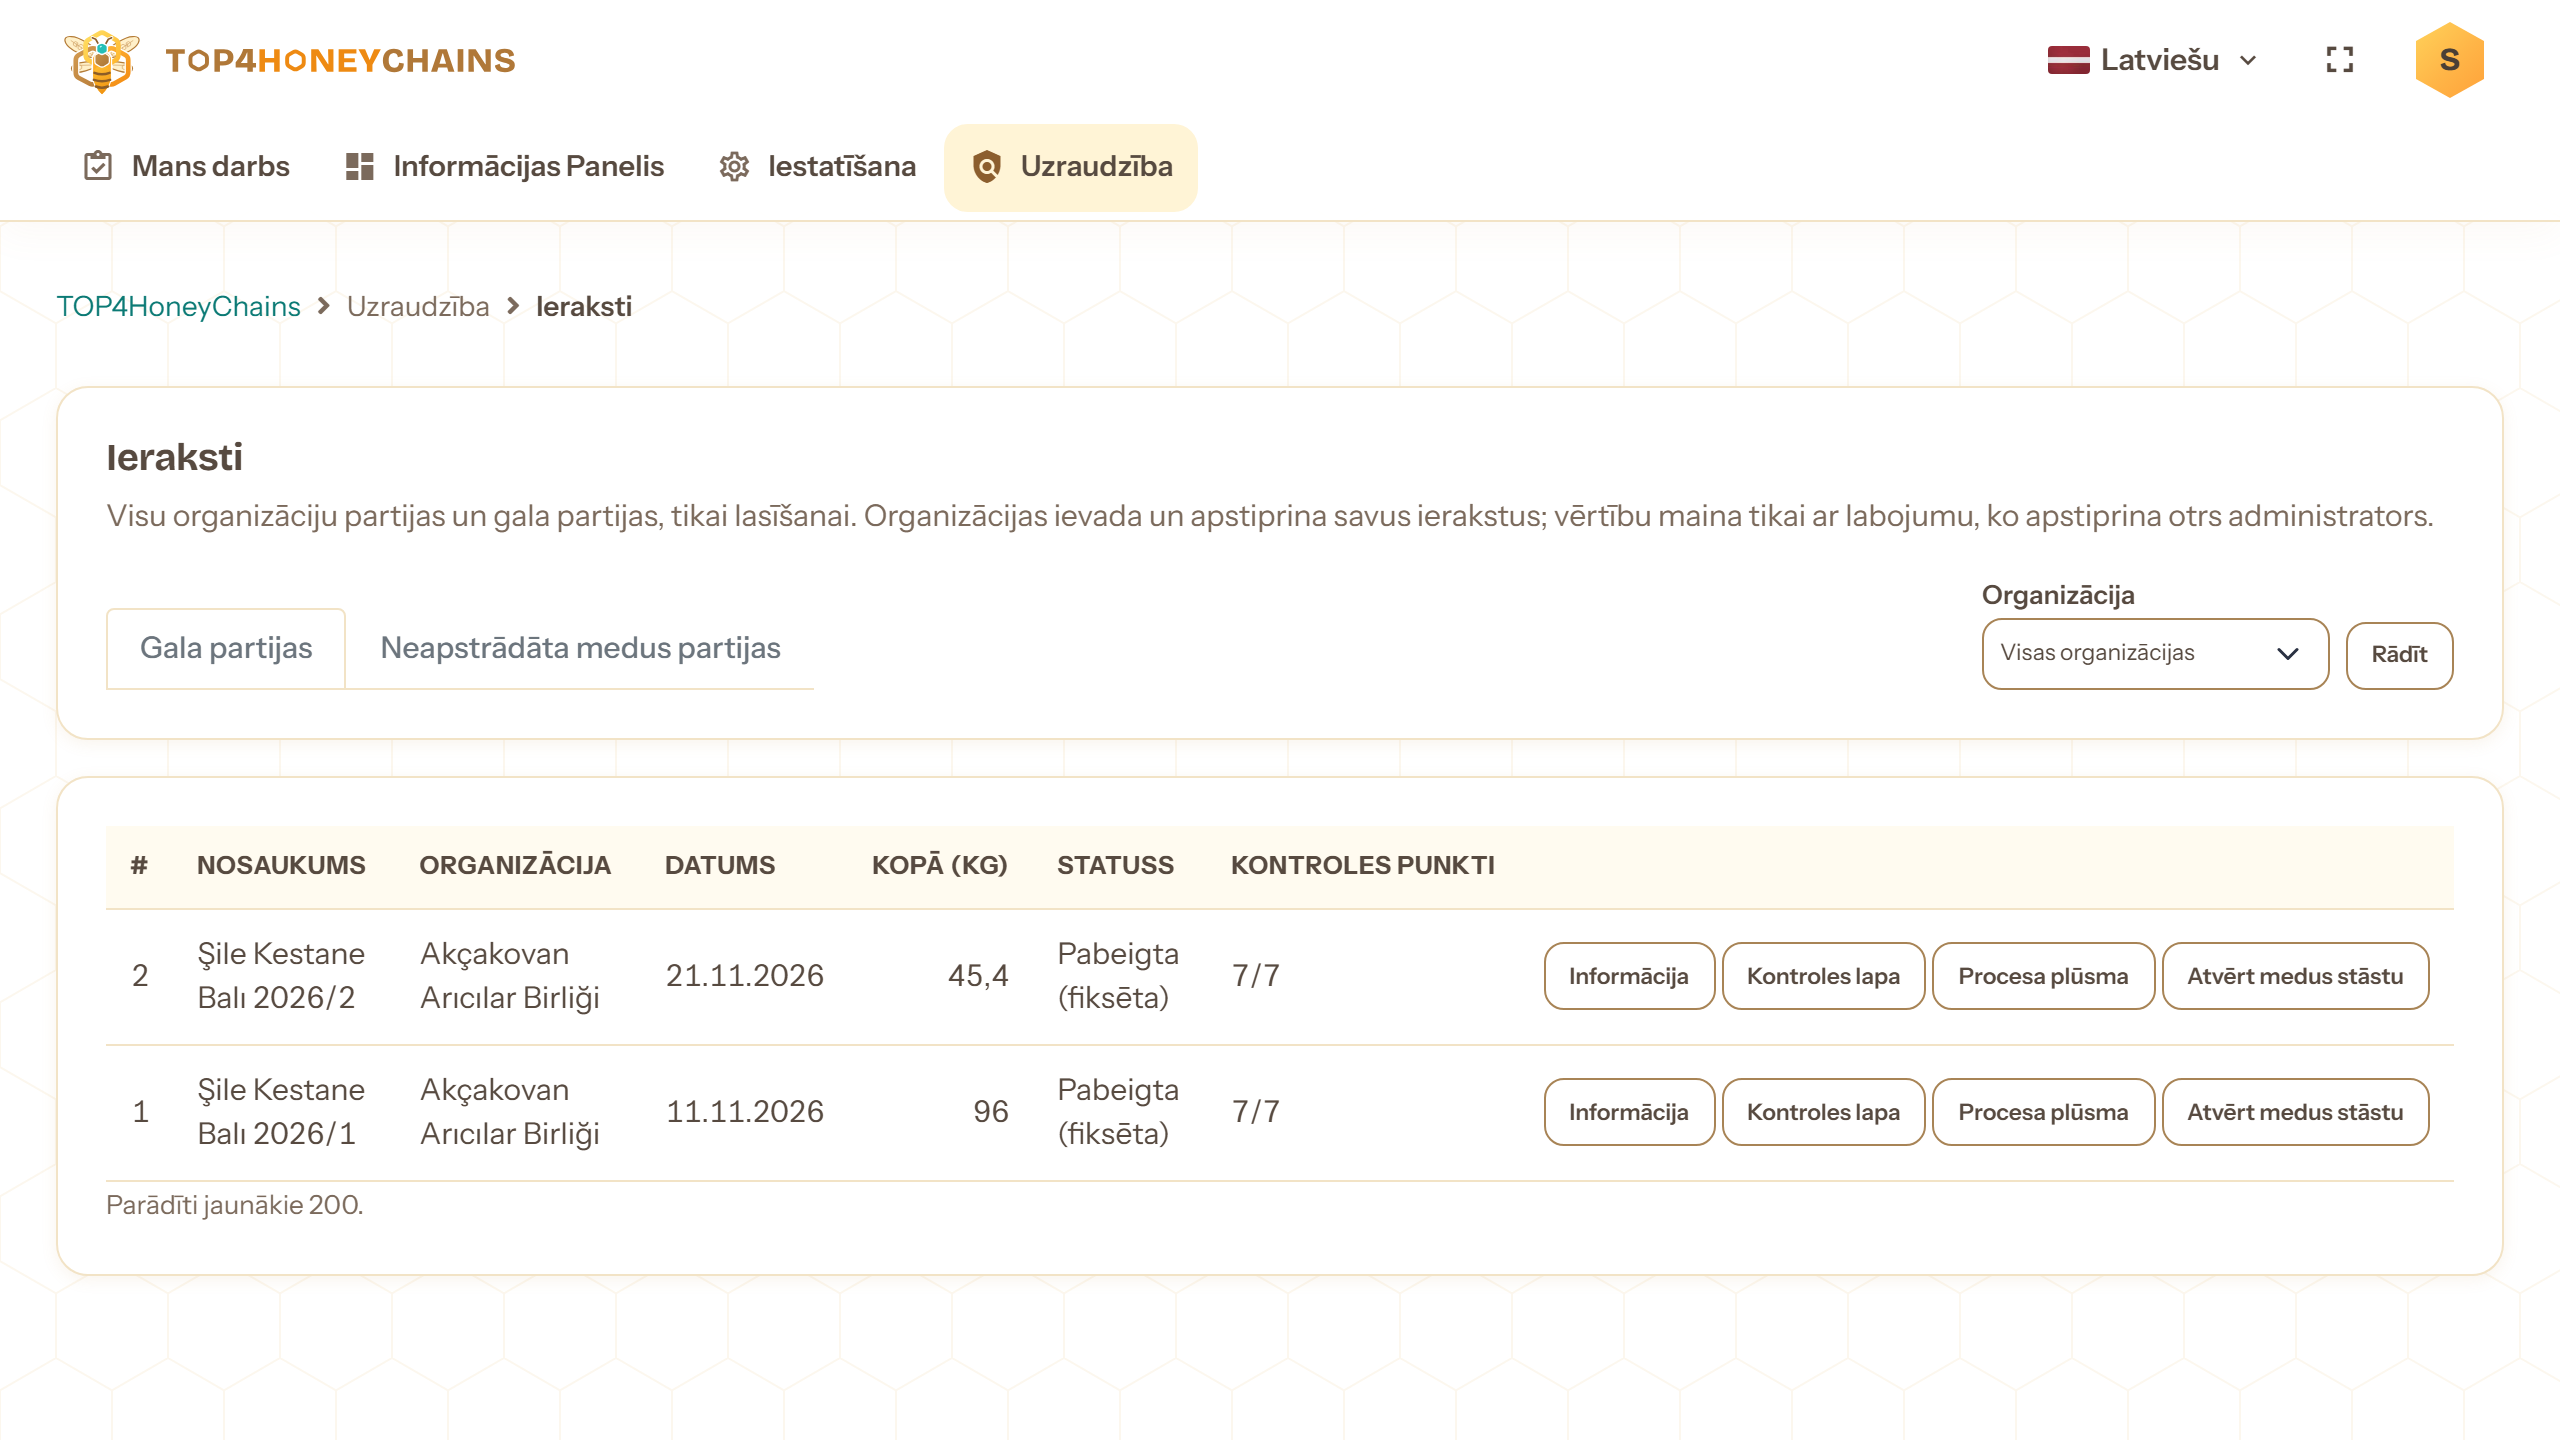 TOP4HONEYCHAINS
Latviešu
S
Mans darbs
Informācijas Panelis
Iestatīšana
Uzraudzība
TOP4HoneyChains > Uzraudzība > Ieraksti
Ieraksti
Visu organizāciju partijas un gala partijas, tikai lasīšanai. Organizācijas ievada un apstiprina savus ierakstus; vērtību maina tikai ar labojumu, ko apstiprina otrs administrators.
Organizācija
Gala partijas
Neapstrādāta medus partijas
Visas organizācijas
Rādīt
# NOSAUKUMS ORGANIZĀCIJA DATUMS KOPĀ (KG) STATUSS KONTROLES PUNKTI
2 Şile Kestane Balı 2026/2 Akçakovan Arıcılar Birliği 21.11.2026 45,4 Pabeigta (fiksēta) 7/7 Informācija Kontroles lapa Procesa plūsma Atvērt medus stāstu
1 Şile Kestane Balı 2026/1 Akçakovan Arıcılar Birliği 11.11.2026 96 Pabeigta (fiksēta) 7/7 Informācija Kontroles lapa Procesa plūsma Atvērt medus stāstu
Parādīti jaunākie 200.